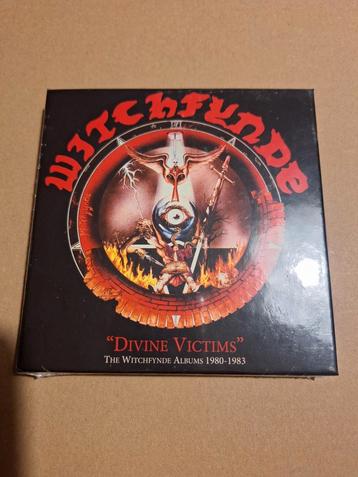 WITCHFYNDE
"DIVINE VICTIMS"
THE WITCHFYNDE ALBUMS 1980-1983